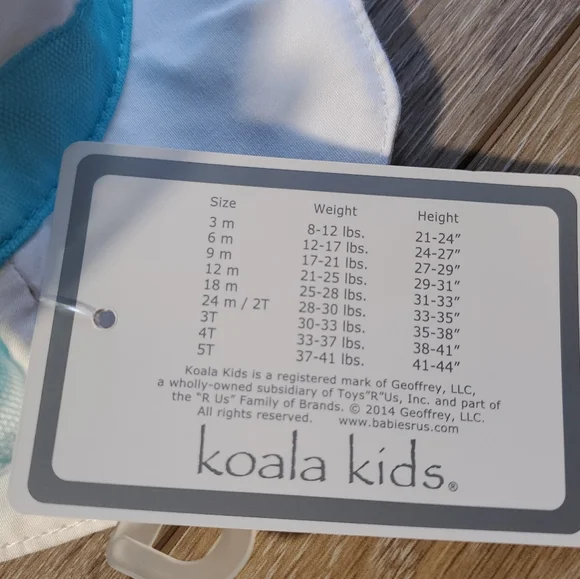 Size Weight Height
3 m 8-12 lbs. 21-24”
6 m 12-17 lbs. 24-27”
9 m 17-21 lbs. 27-29”
12 m 21-25 lbs. 29-31”
18 m 25-28 lbs. 31-33”
24 m / 2T 28-30 lbs. 33-35”
3T 30-33 lbs. 35-38”
4T 33-37 lbs. 38-41”
5T 37-41 lbs. 41-44”
Koala Kids is a registered mark of Geoffrey, LLC,
a wholly-owned subsidiary of Toys"R"Us, Inc. and part of
the "R Us" Family of Brands. © 2014 Geoffrey, LLC.
All rights reserved. www.babiesrus.com
koala kids®